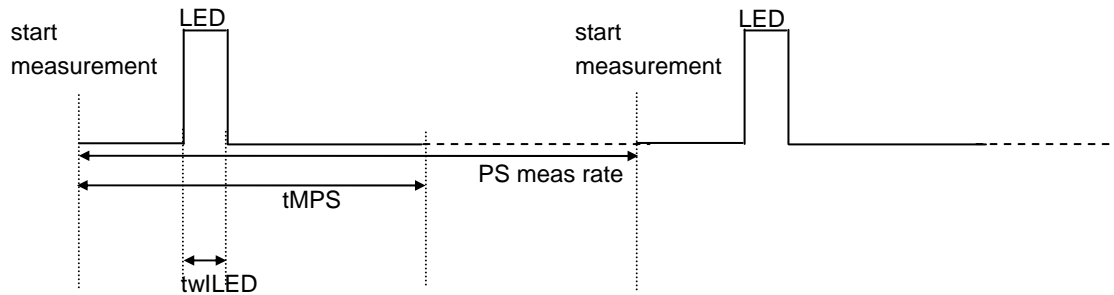 LED
start
measurement
LED
start
measurement
PS meas rate
tMPS
twILED